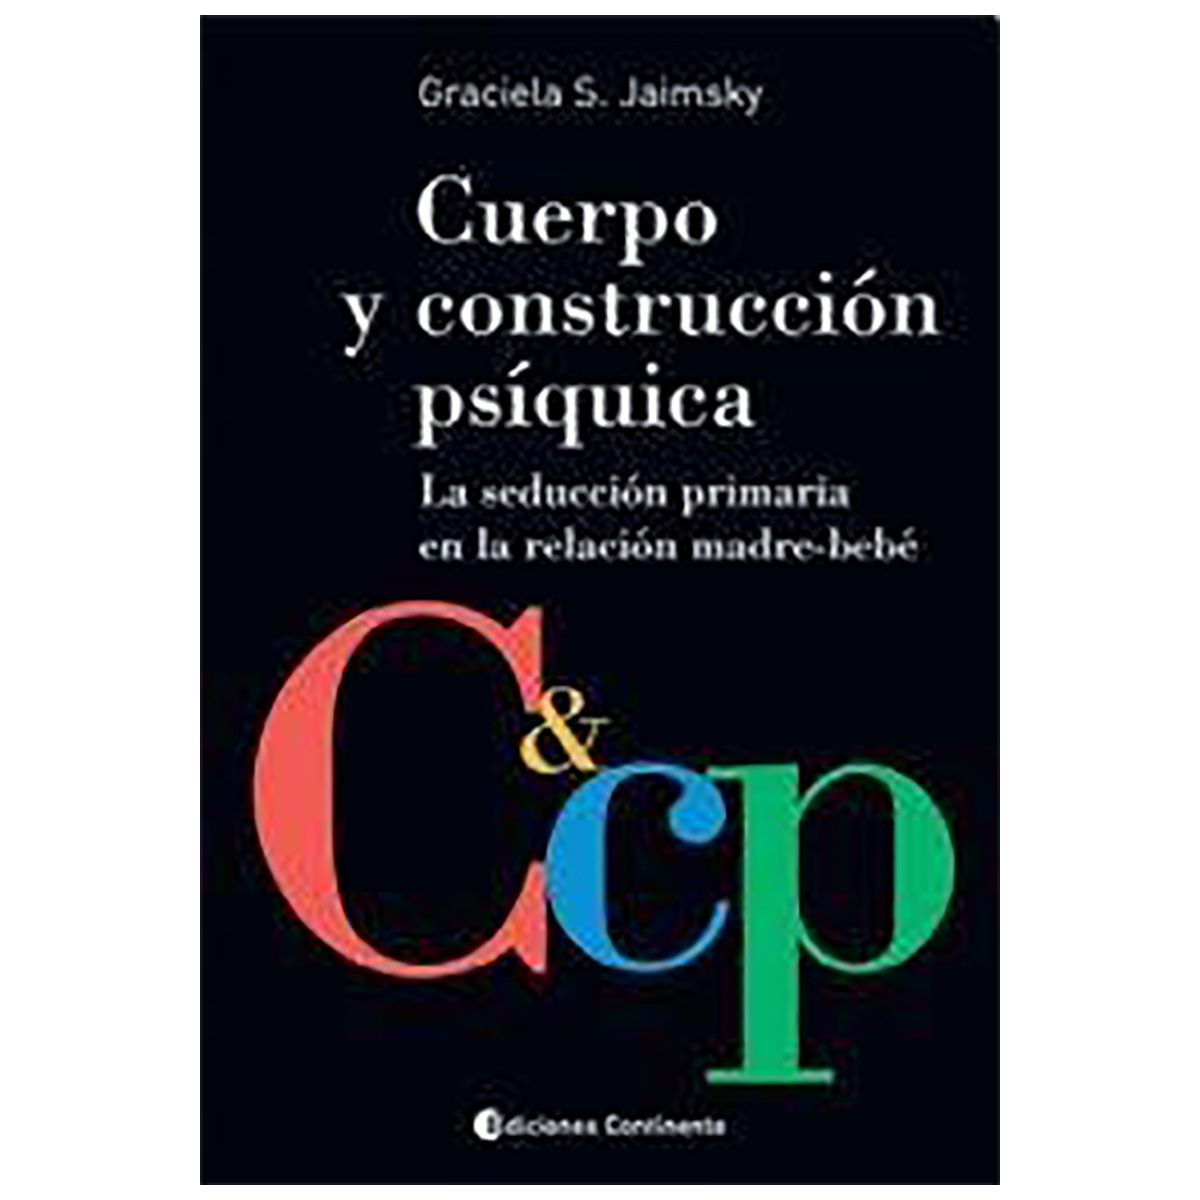 Graciela S. Jaimsky
Cuerpo
y construcción
psíquica
La seducción primaria
en la relación madre-bebé
C&cp
Ediciones Continente